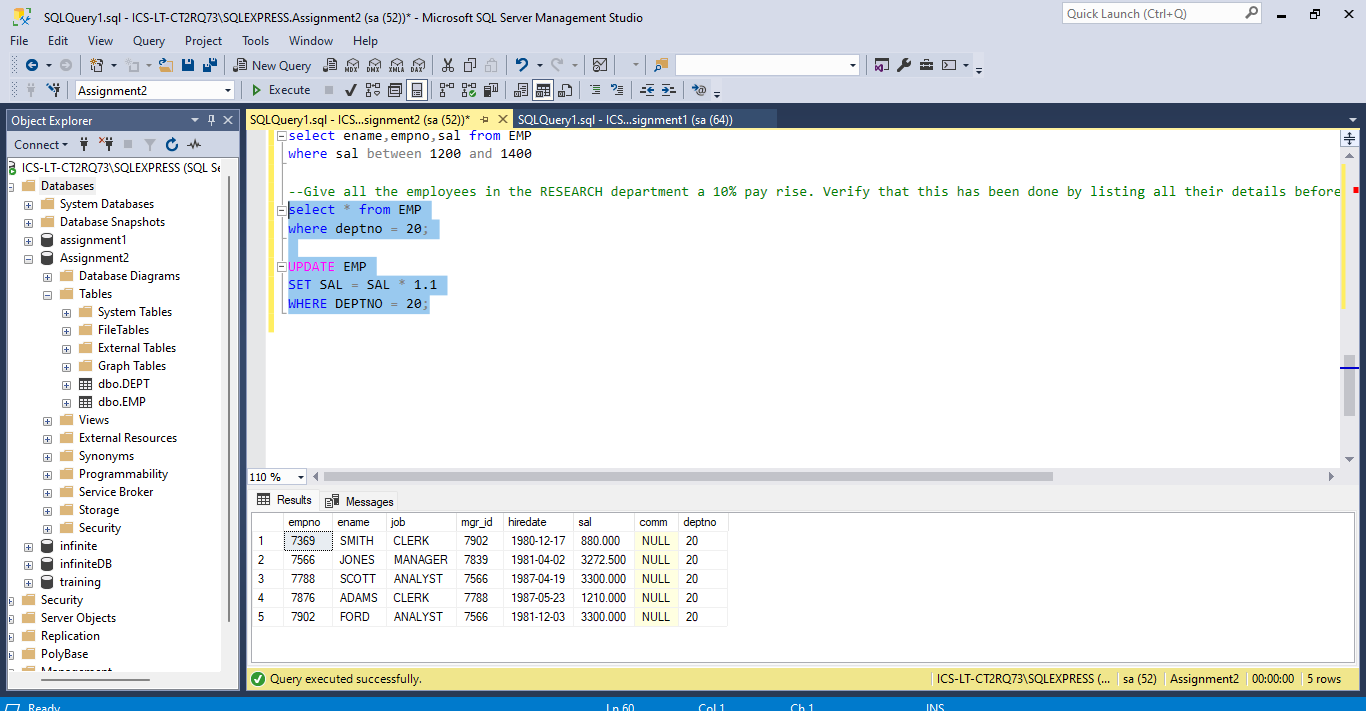 SQLQuery1.sql - ICS-LT-CT2RQ73\SQLEXPRESS.Assignment2 (sa (52))* - Microsoft SQL Server Management Studio
Quick Launch (Ctrl+Q)
File Edit View Query Project Tools Window Help
New Query MDX DMX XMLA DAX
Assignment2 Execute
Object Explorer
Connect
ICS-LT-CT2RQ73\SQLEXPRESS (SQL Se
Databases
System Databases
Database Snapshots
assignment1
Assignment2
Database Diagrams
Tables
System Tables
FileTables
External Tables
Graph Tables
dbo.DEPT
dbo.EMP
Views
External Resources
Synonyms
Programmability
Service Broker
Storage
Security
infinite
infiniteDB
training
Security
Server Objects
Replication
PolyBase
Management
SQLQuery1.sql - ICS...signment2 (sa (52))* SQLQuery1.sql - ICS...signment1 (sa (64))
select ename,empno,sal from EMP
where sal between 1200 and 1400
--Give all the employees in the RESEARCH department a 10% pay rise. Verify that this has been done by listing all their details before
select * from EMP
where deptno = 20;
UPDATE EMP
SET SAL = SAL * 1.1
WHERE DEPTNO = 20;
110 %
Results Messages
empno ename job mgr_id hiredate sal comm deptno
1 7369 SMITH CLERK 7902 1980-12-17 880.000 NULL 20
2 7566 JONES MANAGER 7839 1981-04-02 3272.500 NULL 20
3 7788 SCOTT ANALYST 7566 1987-04-19 3300.000 NULL 20
4 7876 ADAMS CLERK 7788 1987-05-23 1210.000 NULL 20
5 7902 FORD ANALYST 7566 1981-12-03 3300.000 NULL 20
Query executed successfully. ICS-LT-CT2RQ73\SQLEXPRESS (... sa (52) Assignment2 00:00:00 5 rows
Ready Ln 60 Col 1 Ch 1 INS